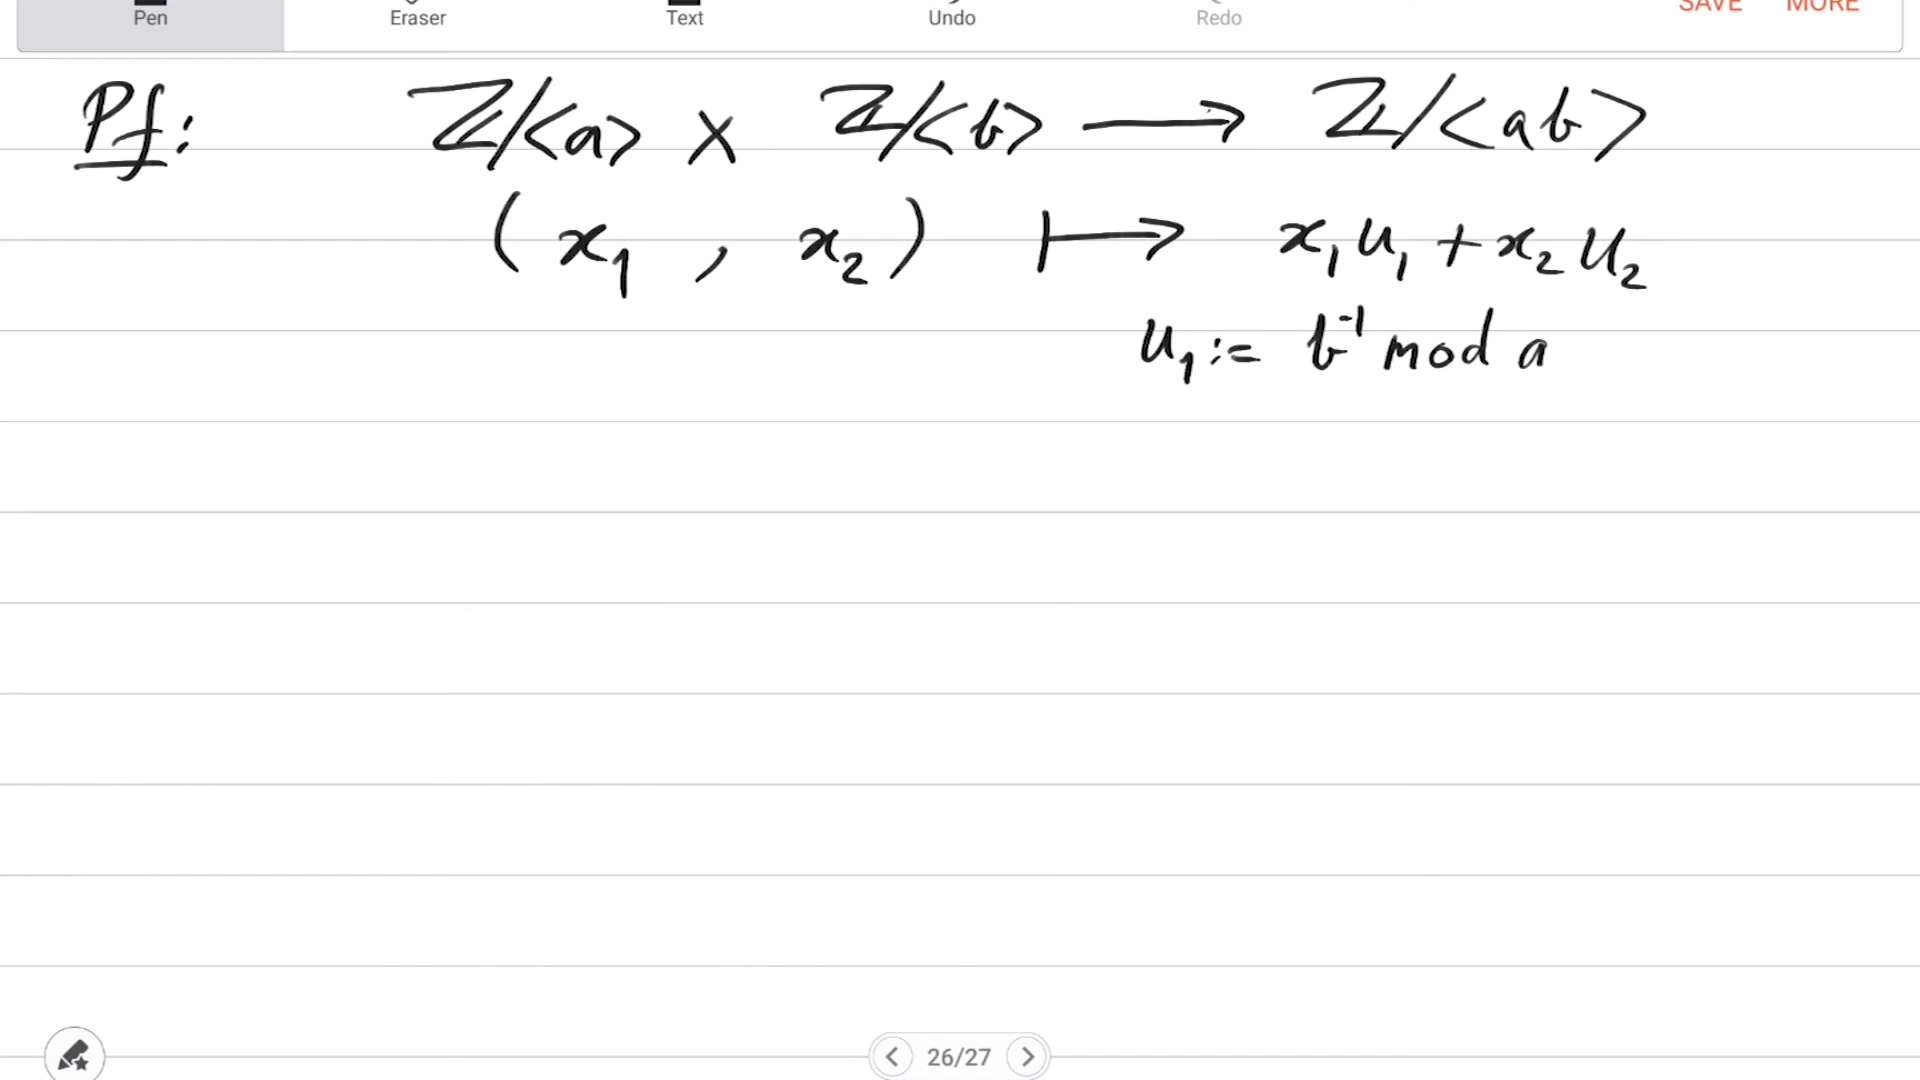 Pen Eraser Text Undo Redo SAVE MORE
Pf: ℤ/<a> × ℤ/<b> ⟶ ℤ/<ab>
(x₁, x₂) ⟼ x₁u₁ + x₂u₂
u₁ := b⁻¹ mod a
26/27